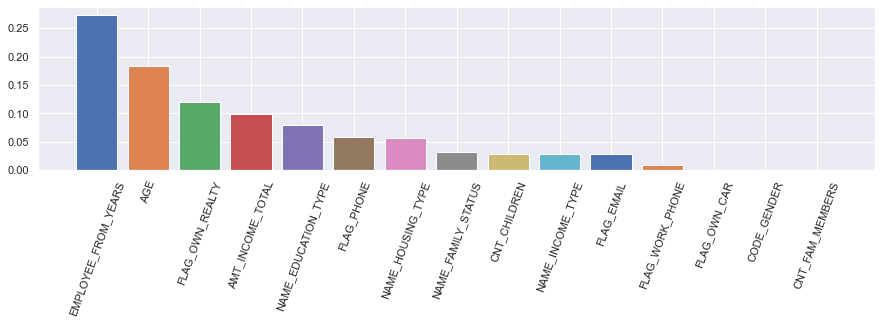 0.25
0.20
0.15
0.10
0.05
0.00
EMPLOYEE_FROM_YEARS
AGE
FLAG_OWN_REALTY
AMT_INCOME_TOTAL
NAME_EDUCATION_TYPE
FLAG_PHONE
NAME_HOUSING_TYPE
NAME_FAMILY_STATUS
CNT_CHILDREN
NAME_INCOME_TYPE
FLAG_EMAIL
FLAG_WORK_PHONE
FLAG_OWN_CAR
CODE_GENDER
CNT_FAM_MEMBERS